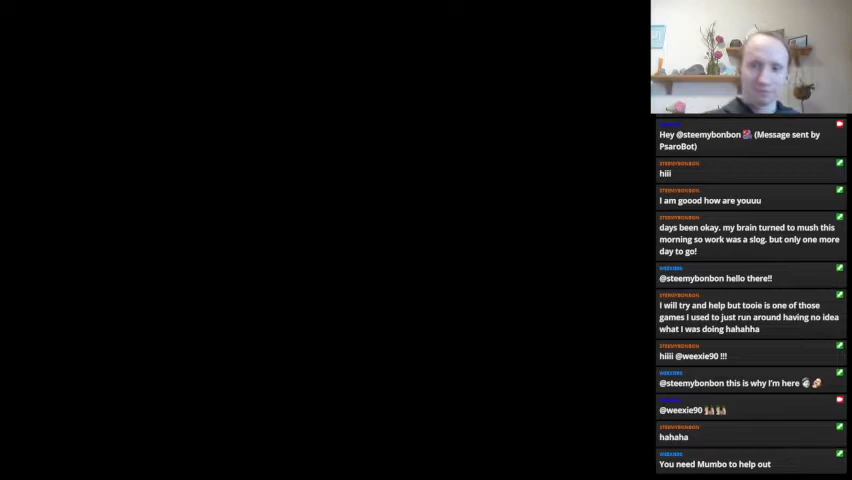 Hey @steemybonbon (Message sent by
PsaroBot)
STEEMYBONBON
hiii
STEEMYBONBON
I am goood how are youuu
STEEMYBONBON
days been okay. my brain turned to mush this
morning so work was a slog. but only one more
day to go!
WEEXIE90
@steemybonbon hello there!!
STEEMYBONBON
I will try and help but tooie is one of those
games I used to just run around having no idea
what I was doing hahahha
STEEMYBONBON
hiiii @weexie90 !!!
WEEXIE90
@steemybonbon this is why I'm here
@weexie90
STEEMYBONBON
hahaha
WEEXIE90
You need Mumbo to help out